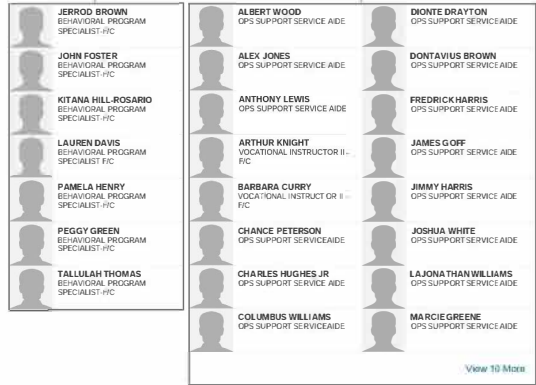 JERROD BROWN
BEHAVIORAL PROGRAM
SPECIALIST-F/C
JOHN FOSTER
BEHAVIORAL PROGRAM
SPECIALIST-F/C
KITANA HILL-ROSARIO
BEHAVIORAL PROGRAM
SPECIALIST-F/C
LAUREN DAVIS
BEHAVIORAL PROGRAM
SPECIALIST F/C
PAMELA HENRY
BEHAVIORAL PROGRAM
SPECIALIST-F/C
PEGGY GREEN
BEHAVIORAL PROGRAM
SPECIALIST-F/C
TALLULAH THOMAS
BEHAVIORAL PROGRAM
SPECIALIST-F/C
ALBERT WOOD
OPS SUPPORT SERVICE AIDE
ALEX JONES
OPS SUPPORT SERVICE AIDE
ANTHONY LEWIS
OPS SUPPORT SERVICE AIDE
ARTHUR KNIGHT
VOCATIONAL INSTRUCTOR II -
F/C
BARBARA CURRY
VOCATIONAL INSTRUCTOR II -
F/C
CHANCE PETERSON
OPS SUPPORT SERVICE AIDE
CHARLES HUGHES JR
OPS SUPPORT SERVICE AIDE
COLUMBUS WILLIAMS
OPS SUPPORT SERVICE AIDE
DIONTE DRAYTON
OPS SUPPORT SERVICE AIDE
DONTAVIUS BROWN
OPS SUPPORT SERVICE AIDE
FREDRICK HARRIS
OPS SUPPORT SERVICE AIDE
JAMES GOFF
OPS SUPPORT SERVICE AIDE
JIMMY HARRIS
OPS SUPPORT SERVICE AIDE
JOSHUA WHITE
OPS SUPPORT SERVICE AIDE
LAJONATHAN WILLIAMS
OPS SUPPORT SERVICE AIDE
MARCIE GREENE
OPS SUPPORT SERVICE AIDE
View 10 More